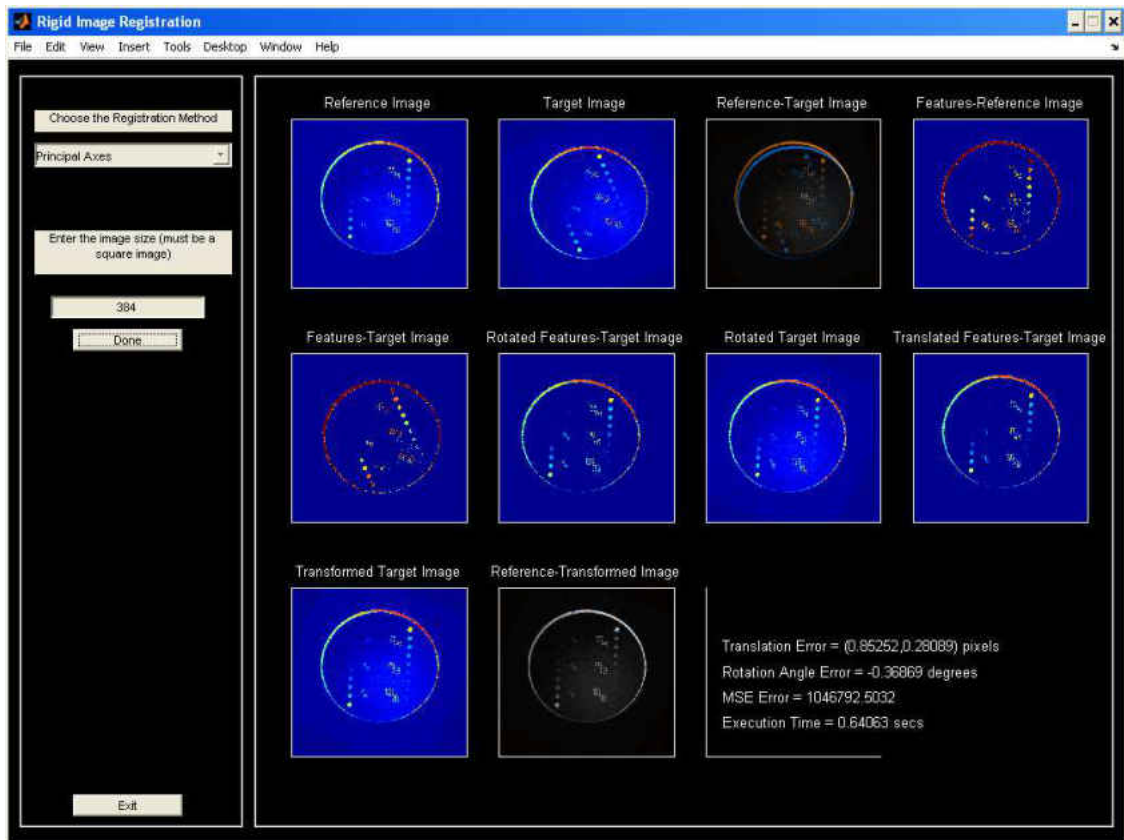 Rigid Image Registration
File Edit View Insert Tools Desktop Window Help
Choose the Registration Method
Principal Axes
Enter the image size (must be a
square image)
384
Done
Exit
Reference Image
Target Image
Reference-Target Image
Features-Reference Image
Features-Target Image
Rotated Features-Target Image
Rotated Target Image
Translated Features-Target Image
Transformed Target Image
Reference-Transformed Image
Translation Error = (0.85252,0.28089) pixels
Rotation Angle Error = -0.36869 degrees
MSE Error = 1046792.5032
Execution Time = 0.64063 secs